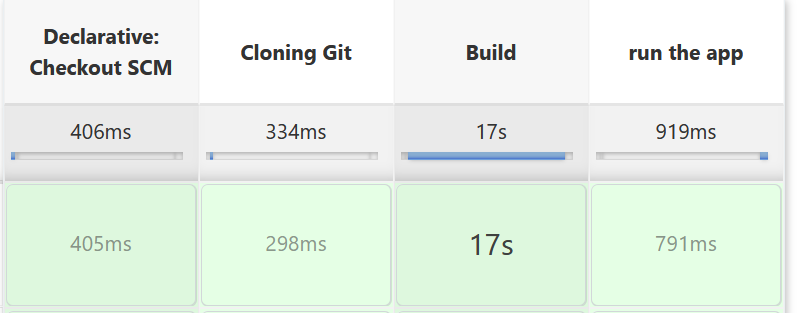 Declarative:
Checkout SCM
Cloning Git
Build
run the app
406ms
334ms
17s
919ms
405ms
298ms
17s
791ms